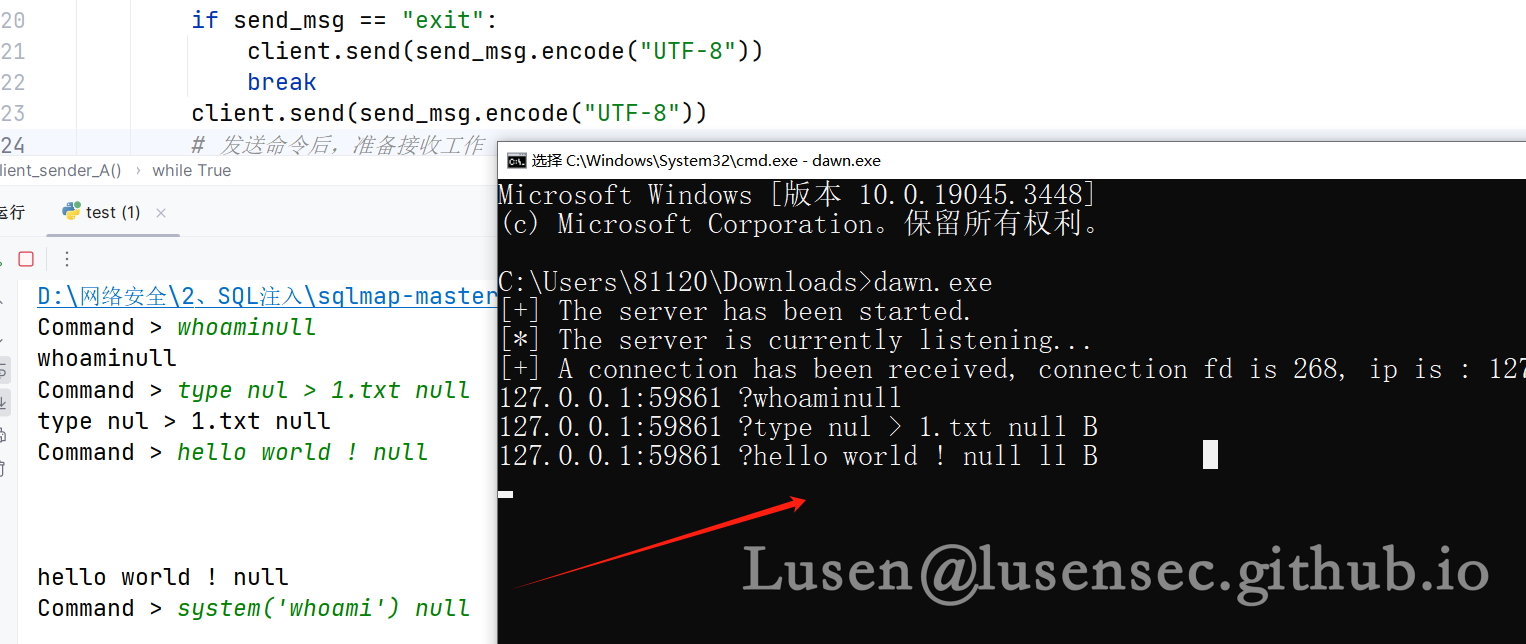 20 if send_msg == "exit":
21 client.send(send_msg.encode("UTF-8"))
22 break
23 client.send(send_msg.encode("UTF-8"))
24 # 发送命令后，准备接收工作
lient_sender_A() › while True
运行 test (1) ×
D:\网络安全\2、SQL注入\sqlmap-master
Command > whoaminull
whoaminull
Command > type nul > 1.txt null
type nul > 1.txt null
Command > hello world ! null
hello world ! null
Command > system('whoami') null
选择 C:\Windows\System32\cmd.exe - dawn.exe
Microsoft Windows [版本 10.0.19045.3448]
(c) Microsoft Corporation。保留所有权利。
C:\Users\81120\Downloads>dawn.exe
[+] The server has been started.
[*] The server is currently listening...
[+] A connection has been received, connection fd is 268, ip is : 127
127.0.0.1:59861 ?whoaminull
127.0.0.1:59861 ?type nul > 1.txt null B
127.0.0.1:59861 ?hello world ! null ll B
Lusen@lusensec.github.io